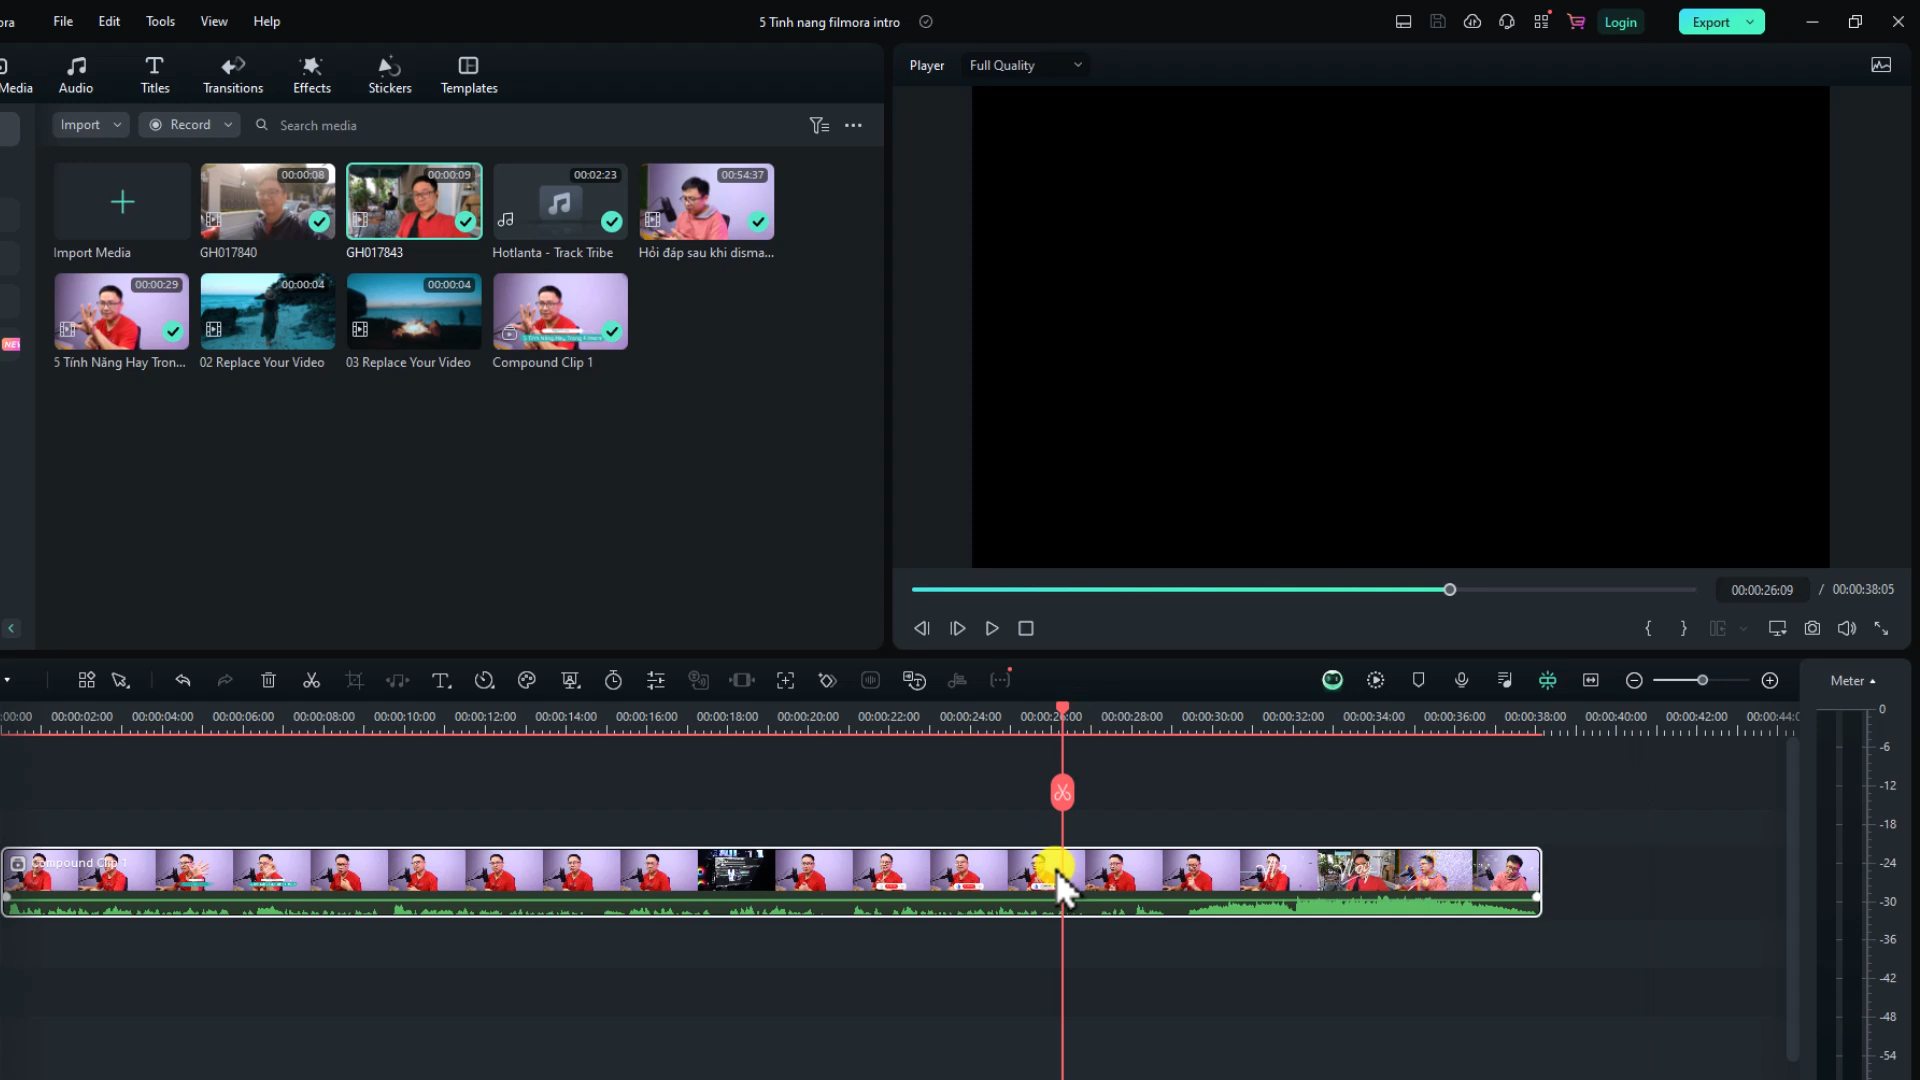 ora File Edit Tools View Help 5 Tinh nang filmora intro Login Export
Media Audio Titles Transitions Effects Stickers Templates
Player Full Quality
Import Record Search media
00:00:08 00:00:09 00:02:23 00:54:37
Import Media GH017840 GH017843 Hotlanta - Track Tribe Hỏi đáp sau khi disma...
00:00:29 00:00:04 00:00:04
NEW
5 Tính Năng Hay Tron... 02 Replace Your Video 03 Replace Your Video Compound Clip 1
00:00:26:09 / 00:00:38:05
Meter
:00:00 00:00:02:00 00:00:04:00 00:00:06:00 00:00:08:00 00:00:10:00 00:00:12:00 00:00:14:00 00:00:16:00 00:00:18:00 00:00:20:00 00:00:22:00 00:00:24:00 00:00:26:00 00:00:28:00 00:00:30:00 00:00:32:00 00:00:34:00 00:00:36:00 00:00:38:00 00:00:40:00 00:00:42:00 00:00:44:0
0
-6
-12
-18
Compound Clip 1
-24
-30
-36
-42
-48
-54